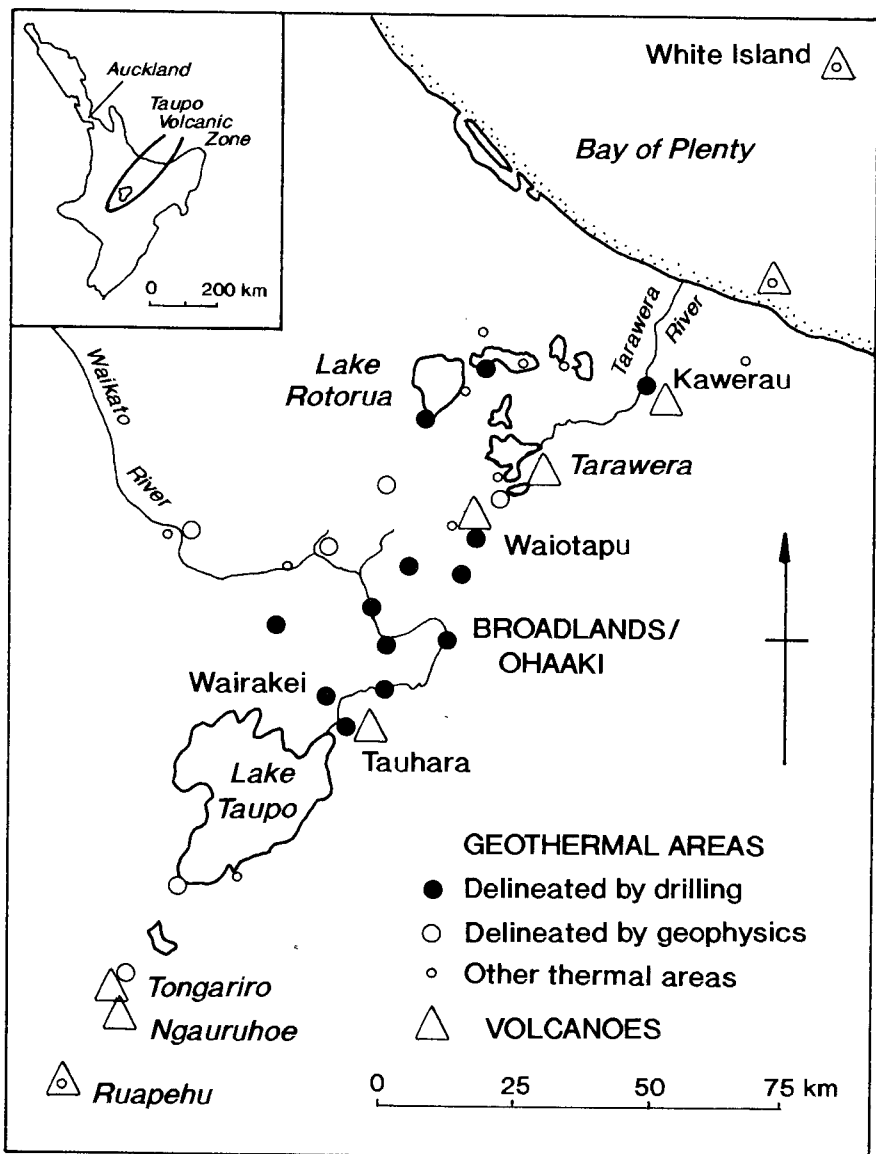 Auckland
Taupo
Volcanic
Zone
0 200 km
White Island
Bay of Plenty
Tarawera
River
Waikato
River
Lake
Rotorua
Kawerau
Tarawera
Waiotapu
BROADLANDS/
OHAAKI
Wairakei
Tauhara
Lake
Taupo
GEOTHERMAL AREAS
Delineated by drilling
Delineated by geophysics
Other thermal areas
VOLCANOES
Tongariro
Ngauruhoe
Ruapehu
0 25 50 75 km